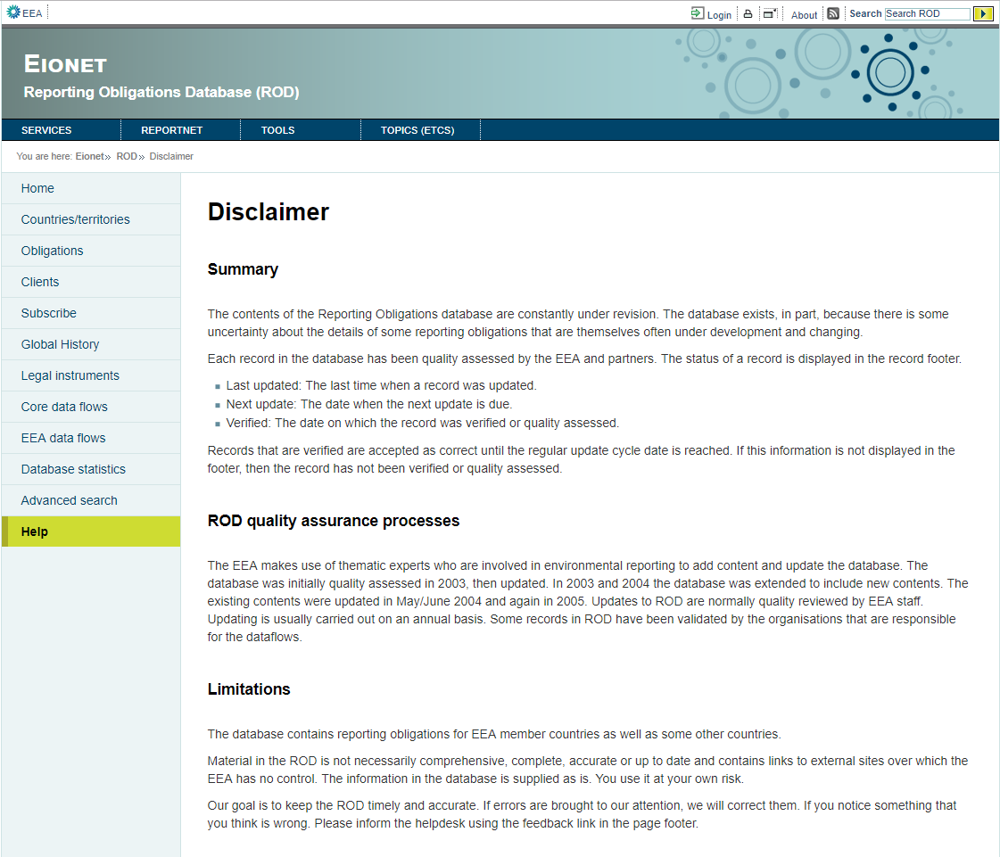 EEA
Login
About
Search Search ROD
EIONET
Reporting Obligations Database (ROD)
SERVICES REPORTNET TOOLS TOPICS (ETCS)
You are here: Eionet» ROD» Disclaimer
Home
Countries/territories
Obligations
Clients
Subscribe
Global History
Legal instruments
Core data flows
EEA data flows
Database statistics
Advanced search
Help
Disclaimer
Summary
The contents of the Reporting Obligations database are constantly under revision. The database exists, in part, because there is some
uncertainty about the details of some reporting obligations that are themselves often under development and changing.
Each record in the database has been quality assessed by the EEA and partners. The status of a record is displayed in the record footer.
Last updated: The last time when a record was updated.
Next update: The date when the next update is due.
Verified: The date on which the record was verified or quality assessed.
Records that are verified are accepted as correct until the regular update cycle date is reached. If this information is not displayed in the
footer, then the record has not been verified or quality assessed.
ROD quality assurance processes
The EEA makes use of thematic experts who are involved in environmental reporting to add content and update the database. The
database was initially quality assessed in 2003, then updated. In 2003 and 2004 the database was extended to include new contents. The
existing contents were updated in May/June 2004 and again in 2005. Updates to ROD are normally quality reviewed by EEA staff.
Updating is usually carried out on an annual basis. Some records in ROD have been validated by the organisations that are responsible
for the dataflows.
Limitations
The database contains reporting obligations for EEA member countries as well as some other countries.
Material in the ROD is not necessarily comprehensive, complete, accurate or up to date and contains links to external sites over which the
EEA has no control. The information in the database is supplied as is. You use it at your own risk.
Our goal is to keep the ROD timely and accurate. If errors are brought to our attention, we will correct them. If you notice something that
you think is wrong. Please inform the helpdesk using the feedback link in the page footer.